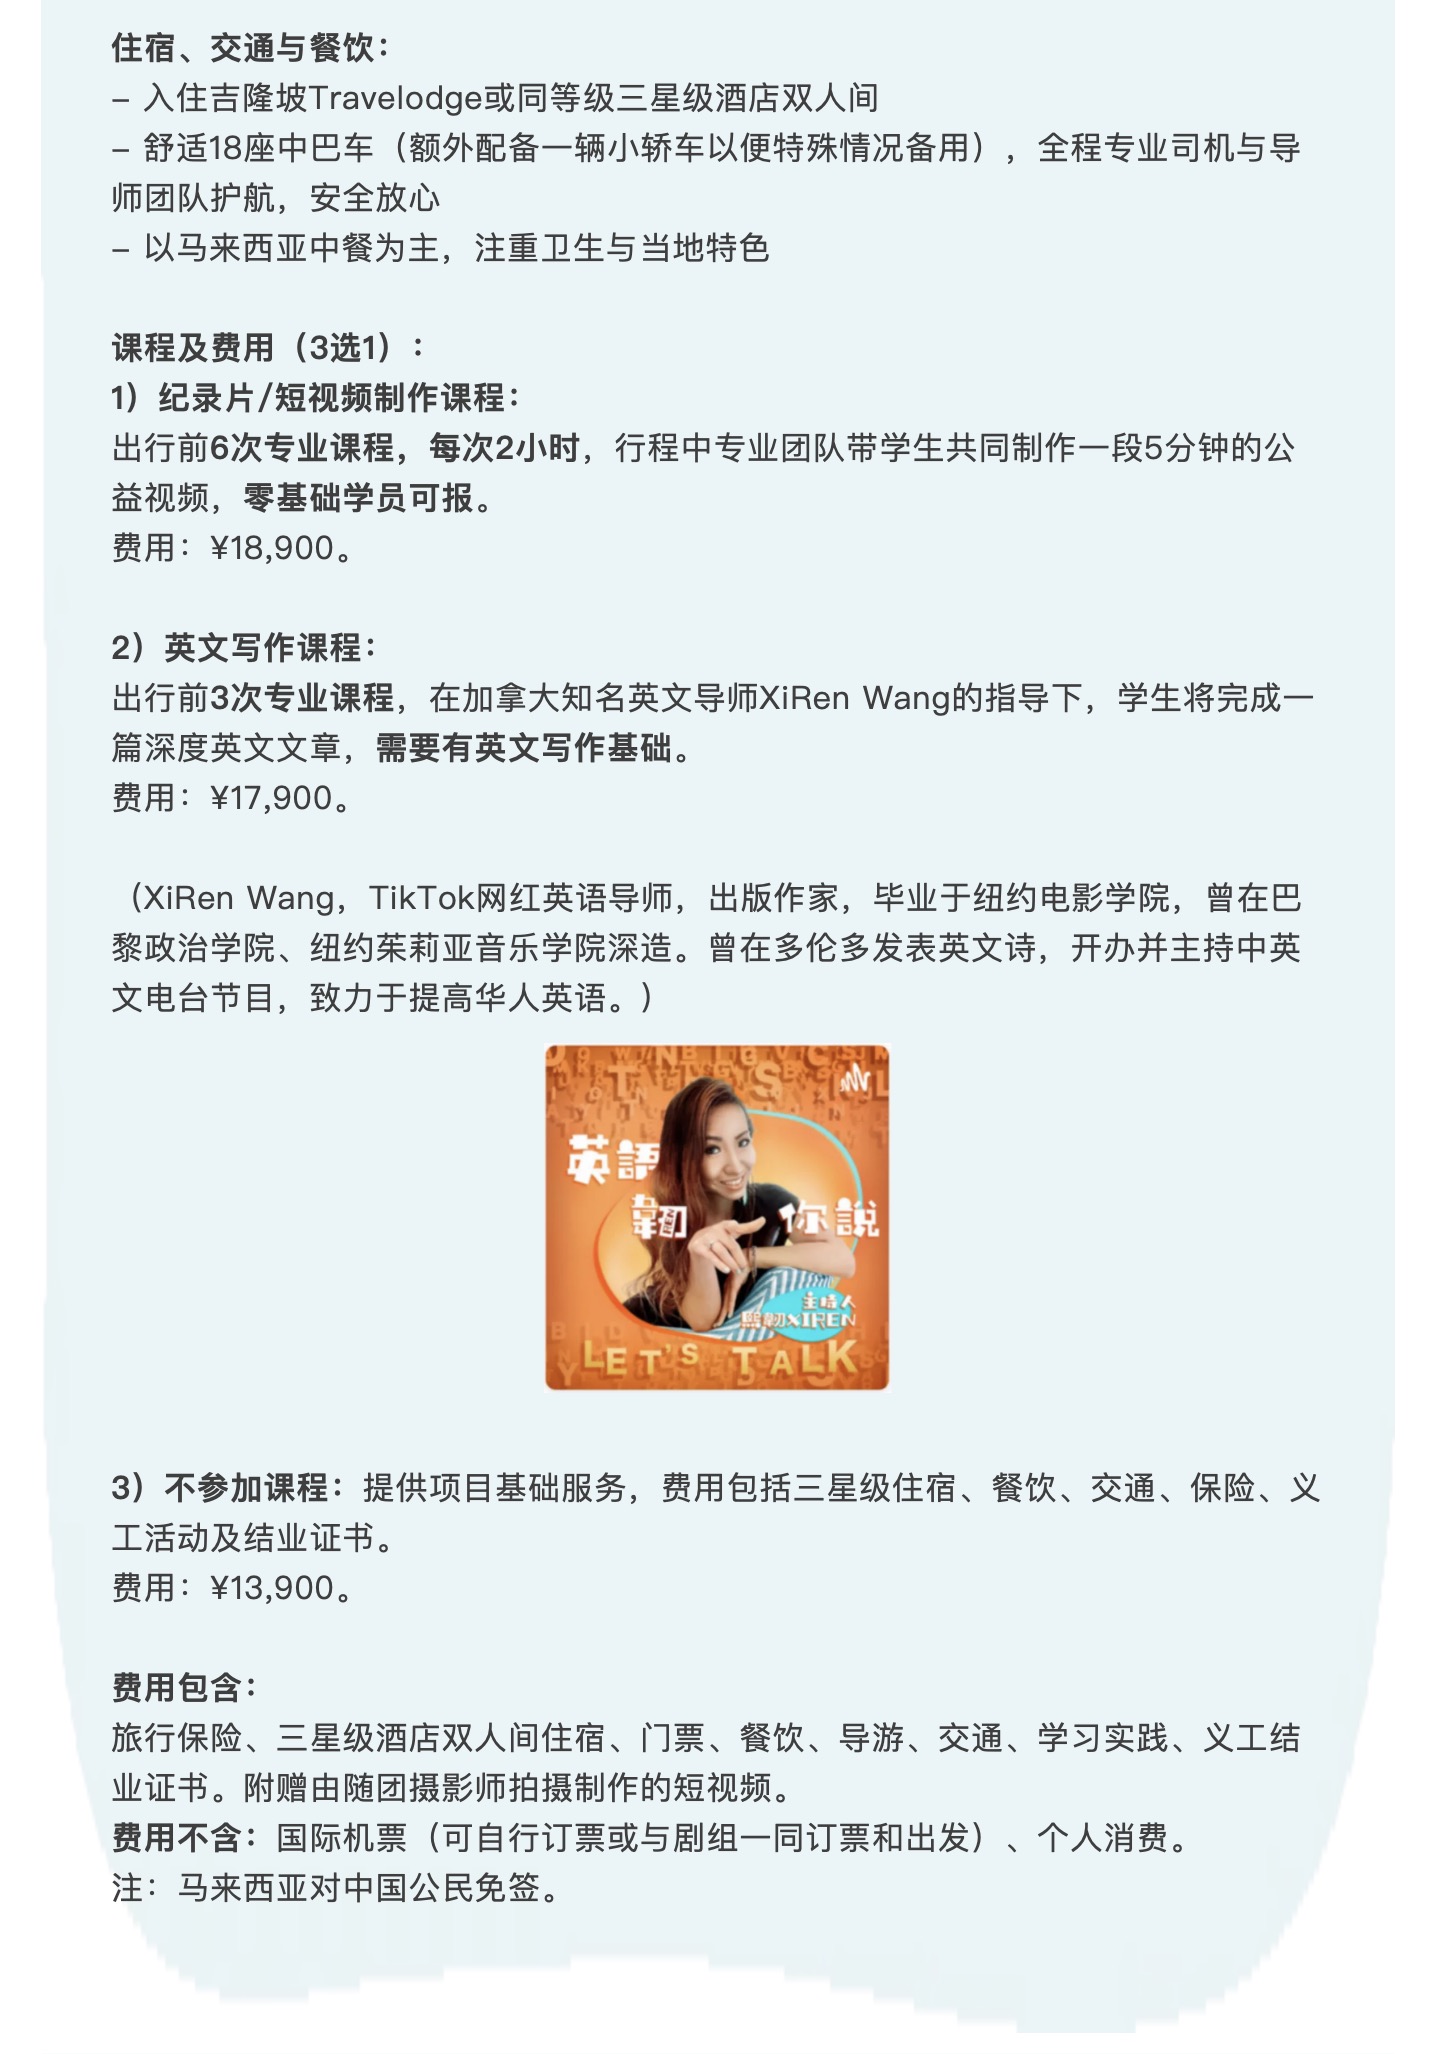 住宿、交通与餐饮：
– 入住吉隆坡Travelodge或同等级三星级酒店双人间
– 舒适18座中巴车（额外配备一辆小轿车以便特殊情况备用），全程专业司机与导
师团队护航，安全放心
– 以马来西亚中餐为主，注重卫生与当地特色
课程及费用（3选1）：
1）纪录片/短视频制作课程：
出行前6次专业课程，每次2小时，行程中专业团队带学生共同制作一段5分钟的公
益视频，零基础学员可报。
费用：¥18,900。
2）英文写作课程：
出行前3次专业课程，在加拿大知名英文导师XiRen Wang的指导下，学生将完成一
篇深度英文文章，需要有英文写作基础。
费用：¥17,900。
（XiRen Wang，TikTok网红英语导师，出版作家，毕业于纽约电影学院，曾在巴
黎政治学院、纽约茱莉亚音乐学院深造。曾在多伦多发表英文诗，开办并主持中英
文电台节目，致力于提高华人英语。）
英語
韌 你說
主持人
熙韌XIREN
LET'S TALK
3）不参加课程：提供项目基础服务，费用包括三星级住宿、餐饮、交通、保险、义
工活动及结业证书。
费用：¥13,900。
费用包含：
旅行保险、三星级酒店双人间住宿、门票、餐饮、导游、交通、学习实践、义工结
业证书。附赠由随团摄影师拍摄制作的短视频。
费用不含：国际机票（可自行订票或与剧组一同订票和出发）、个人消费。
注：马来西亚对中国公民免签。